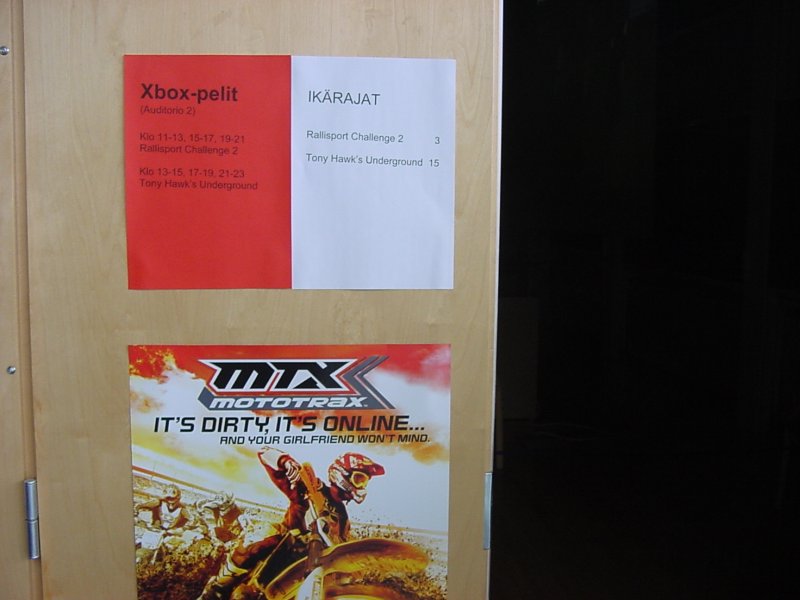 Xbox-pelit
(Auditorio 2)
Klo 11-13, 15-17, 19-21
Rallisport Challenge 2
Klo 13-15, 17-19, 21-23
Tony Hawk's Underground
IKÄRAJAT
Rallisport Challenge 2 3
Tony Hawk's Underground 15
MTX
MOTOTRAX
IT'S DIRTY, IT'S ONLINE...
AND YOUR GIRLFRIEND WON'T MIND.